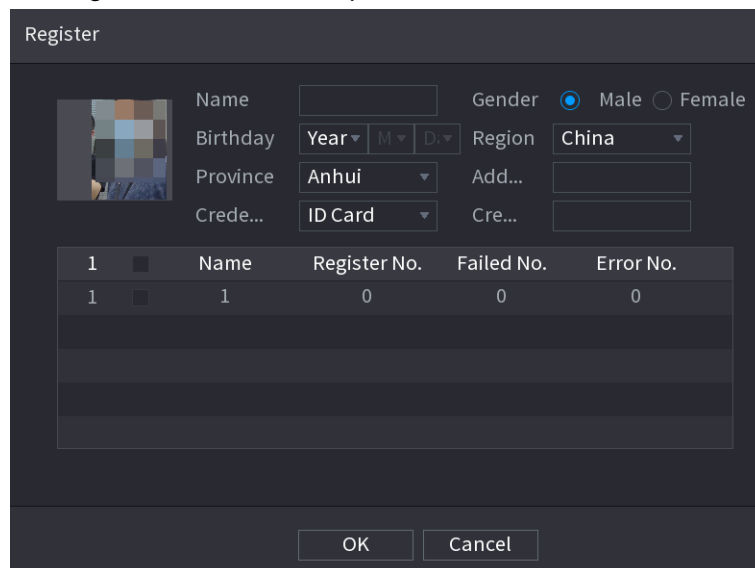 Register
Name Gender Male Female
Birthday Year M D. Region China
Province Anhui Add...
Crede... ID Card Cre...
1 Name Register No. Failed No. Error No.
1 1 0 0 0
OK Cancel